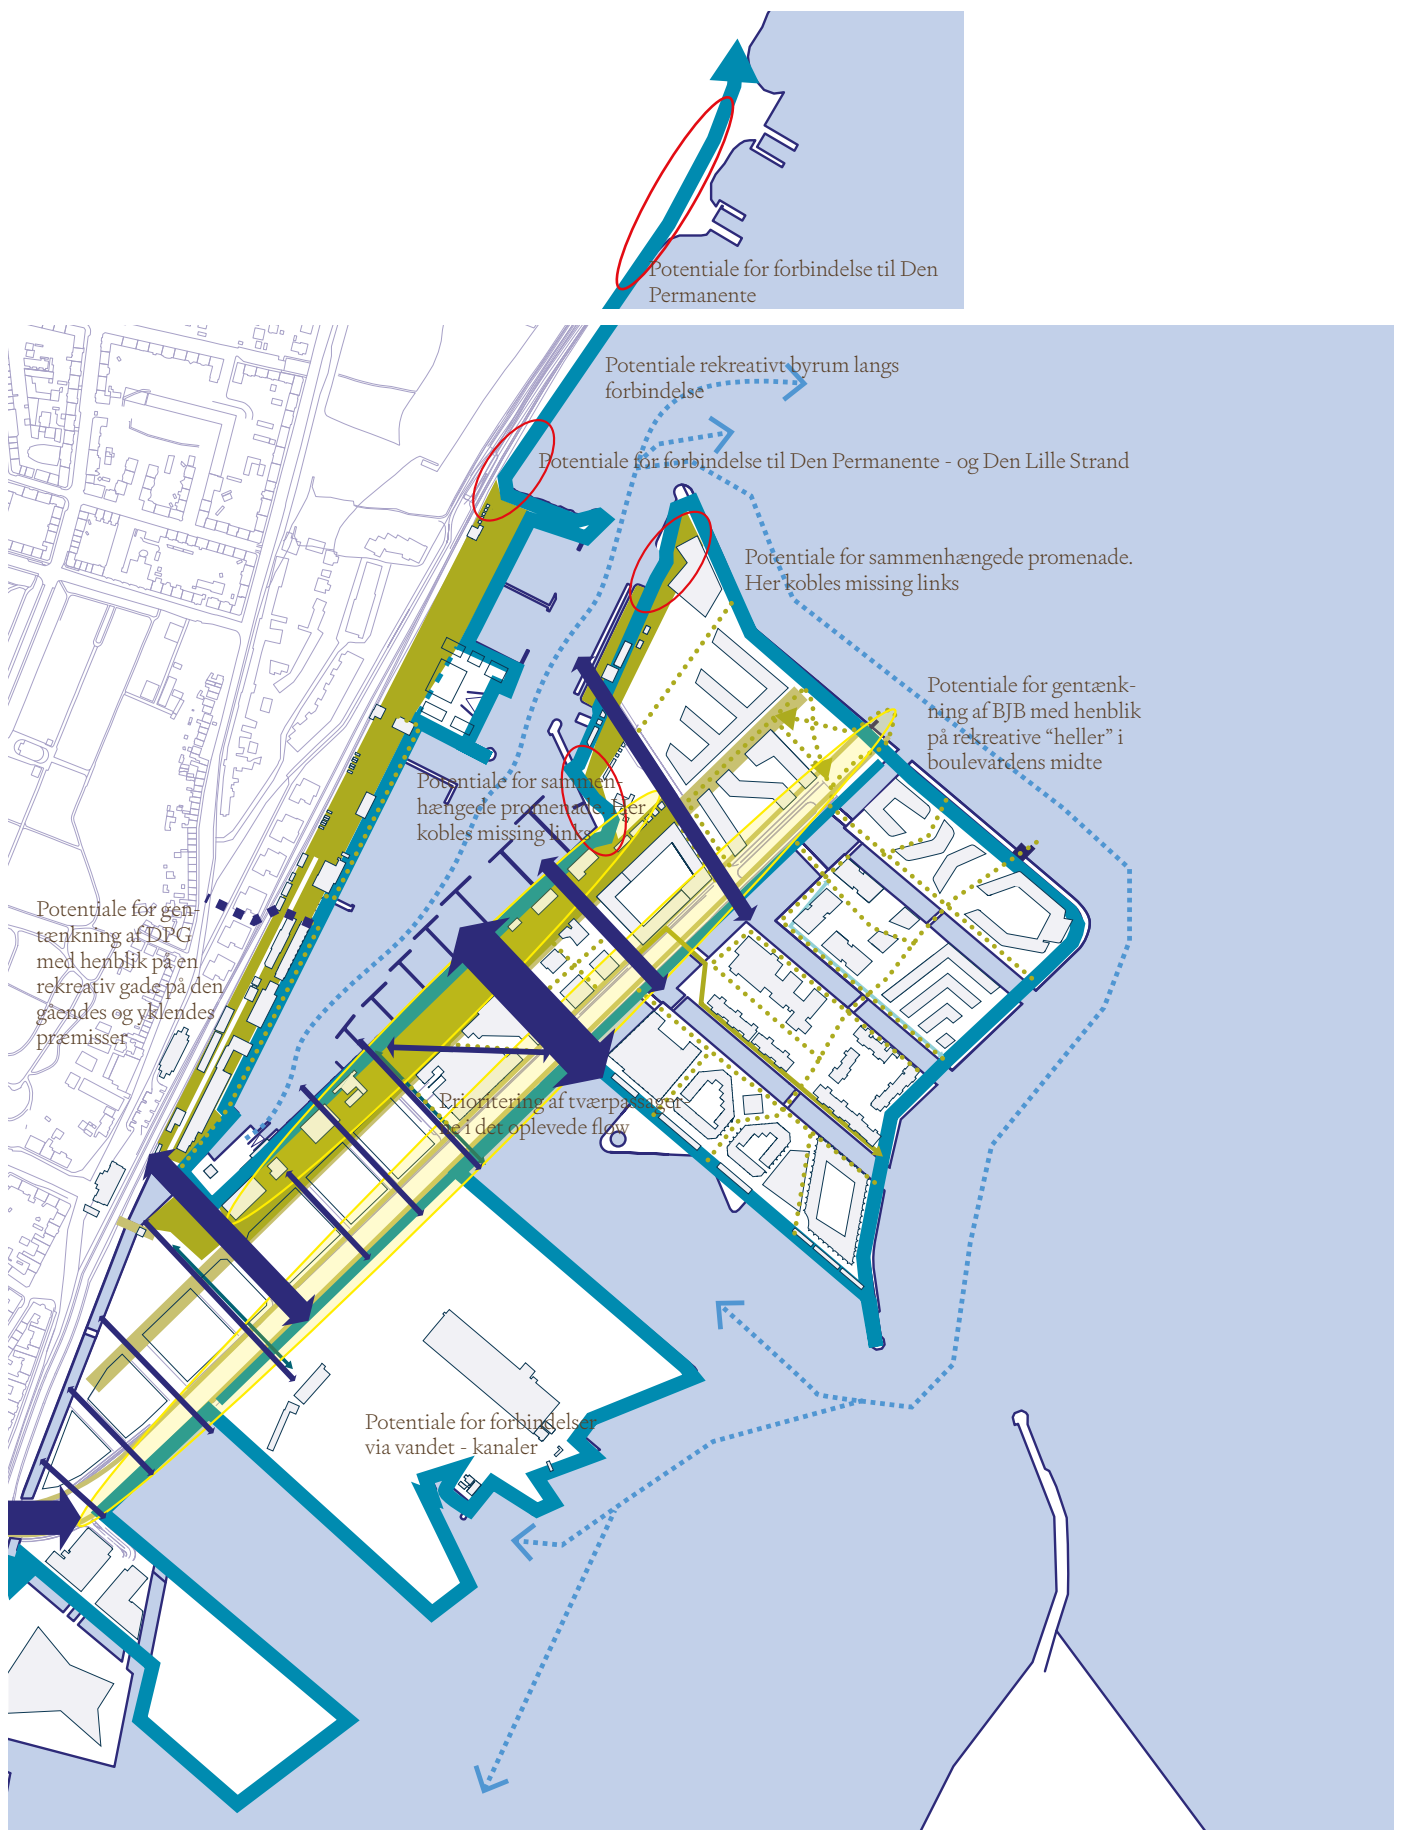 Potentiale for forbindelse til Den
Permanente
Potentiale rekreativt byrum langs
forbindelse
Potentiale for forbindelse til Den Permanente - og Den Lille Strand
Potentiale for sammenhængede promenade.
Her kobles missing links
Potentiale for gentænk-
ning af BJB med henblik
på rekreative “heller” i
boulevardens midte
Potentiale for sammen-
hængede promenade. Her
kobles missing links
Potentiale for gen-
tænkning af DPG
med henblik på en
rekreativ gade på den
gåendes og yklendes
præmisser
Prioritering af tværpassager-
ne i det oplevede flow
Potentiale for forbindelser
via vandet - kanaler